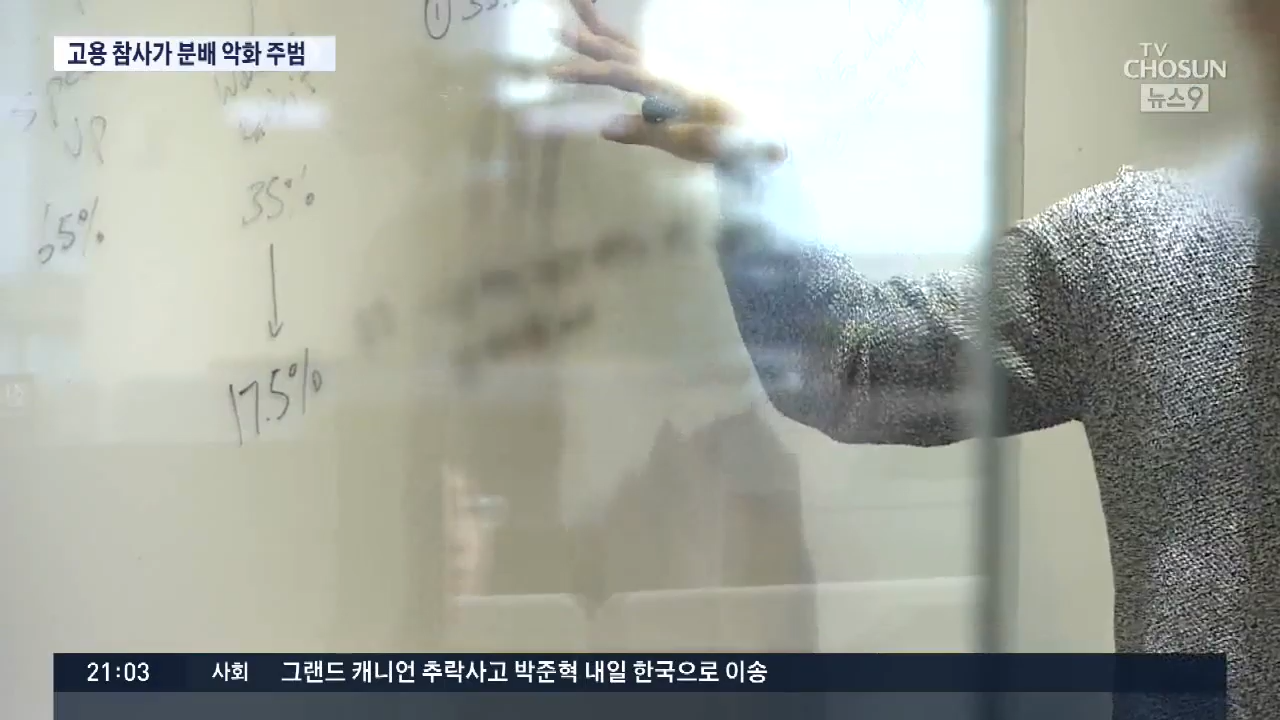 고용 참사가 분배 악화 주범
TV
CHOSUN
뉴스9
UP
35%
17.5%
21:03 사회 그랜드 캐니언 추락사고 박준혁 내일 한국으로 이송